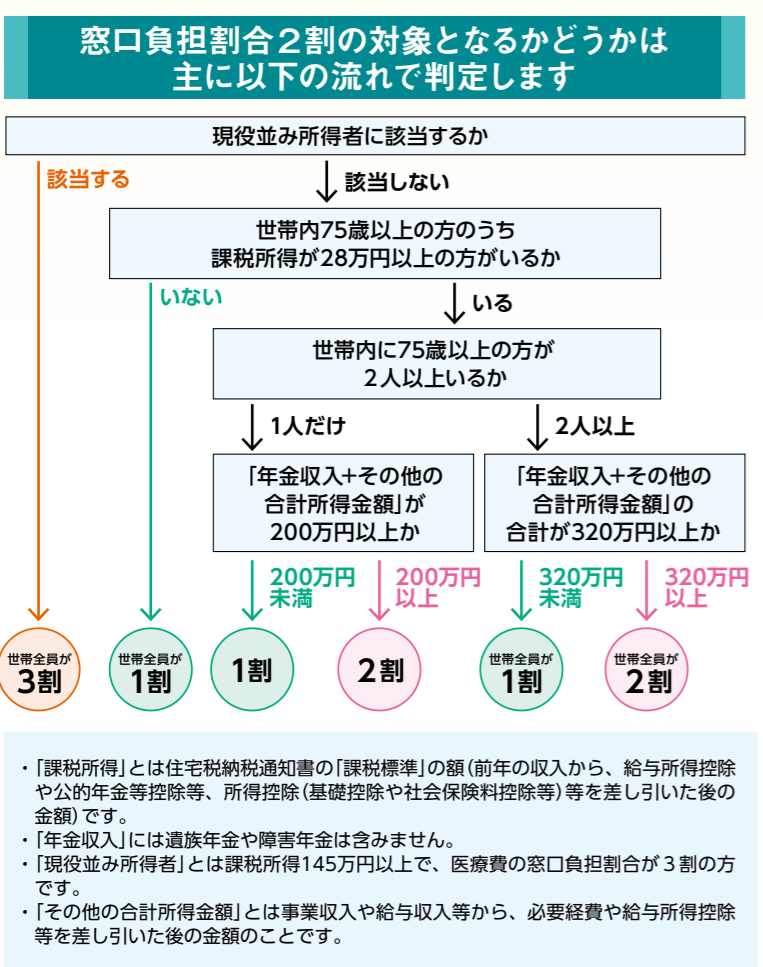 窓口負担割合２割の対象となるかどうかは
主に以下の流れで判定します
現役並み所得者に該当するか
該当する
該当しない
世帯内75歳以上の方のうち
課税所得が28万円以上の方がいるか
いない
いる
世帯内に75歳以上の方が
２人以上いるか
1人だけ
2人以上
「年金収入+その他の
合計所得金額」が
200万円以上か
「年金収入+その他の
合計所得金額」の
合計が320万円以上か
200万円
未満
200万円
以上
320万円
未満
320万円
以上
世帯全員が
3割
世帯全員が
1割
1割
2割
世帯全員が
1割
世帯全員が
2割
・「課税所得」とは住宅税納税通知書の「課税標準」の額（前年の収入から、給与所得控除
や公的年金等控除等、所得控除（基礎控除や社会保険料控除等）等を差し引いた後の
金額）です。
・「年金収入」には遺族年金や障害年金は含みません。
・「現役並み所得者」とは課税所得145万円以上で、医療費の窓口負担割合が３割の方
です。
・「その他の合計所得金額」とは事業収入や給与収入等から、必要経費や給与所得控除
等を差し引いた後の金額のことです。